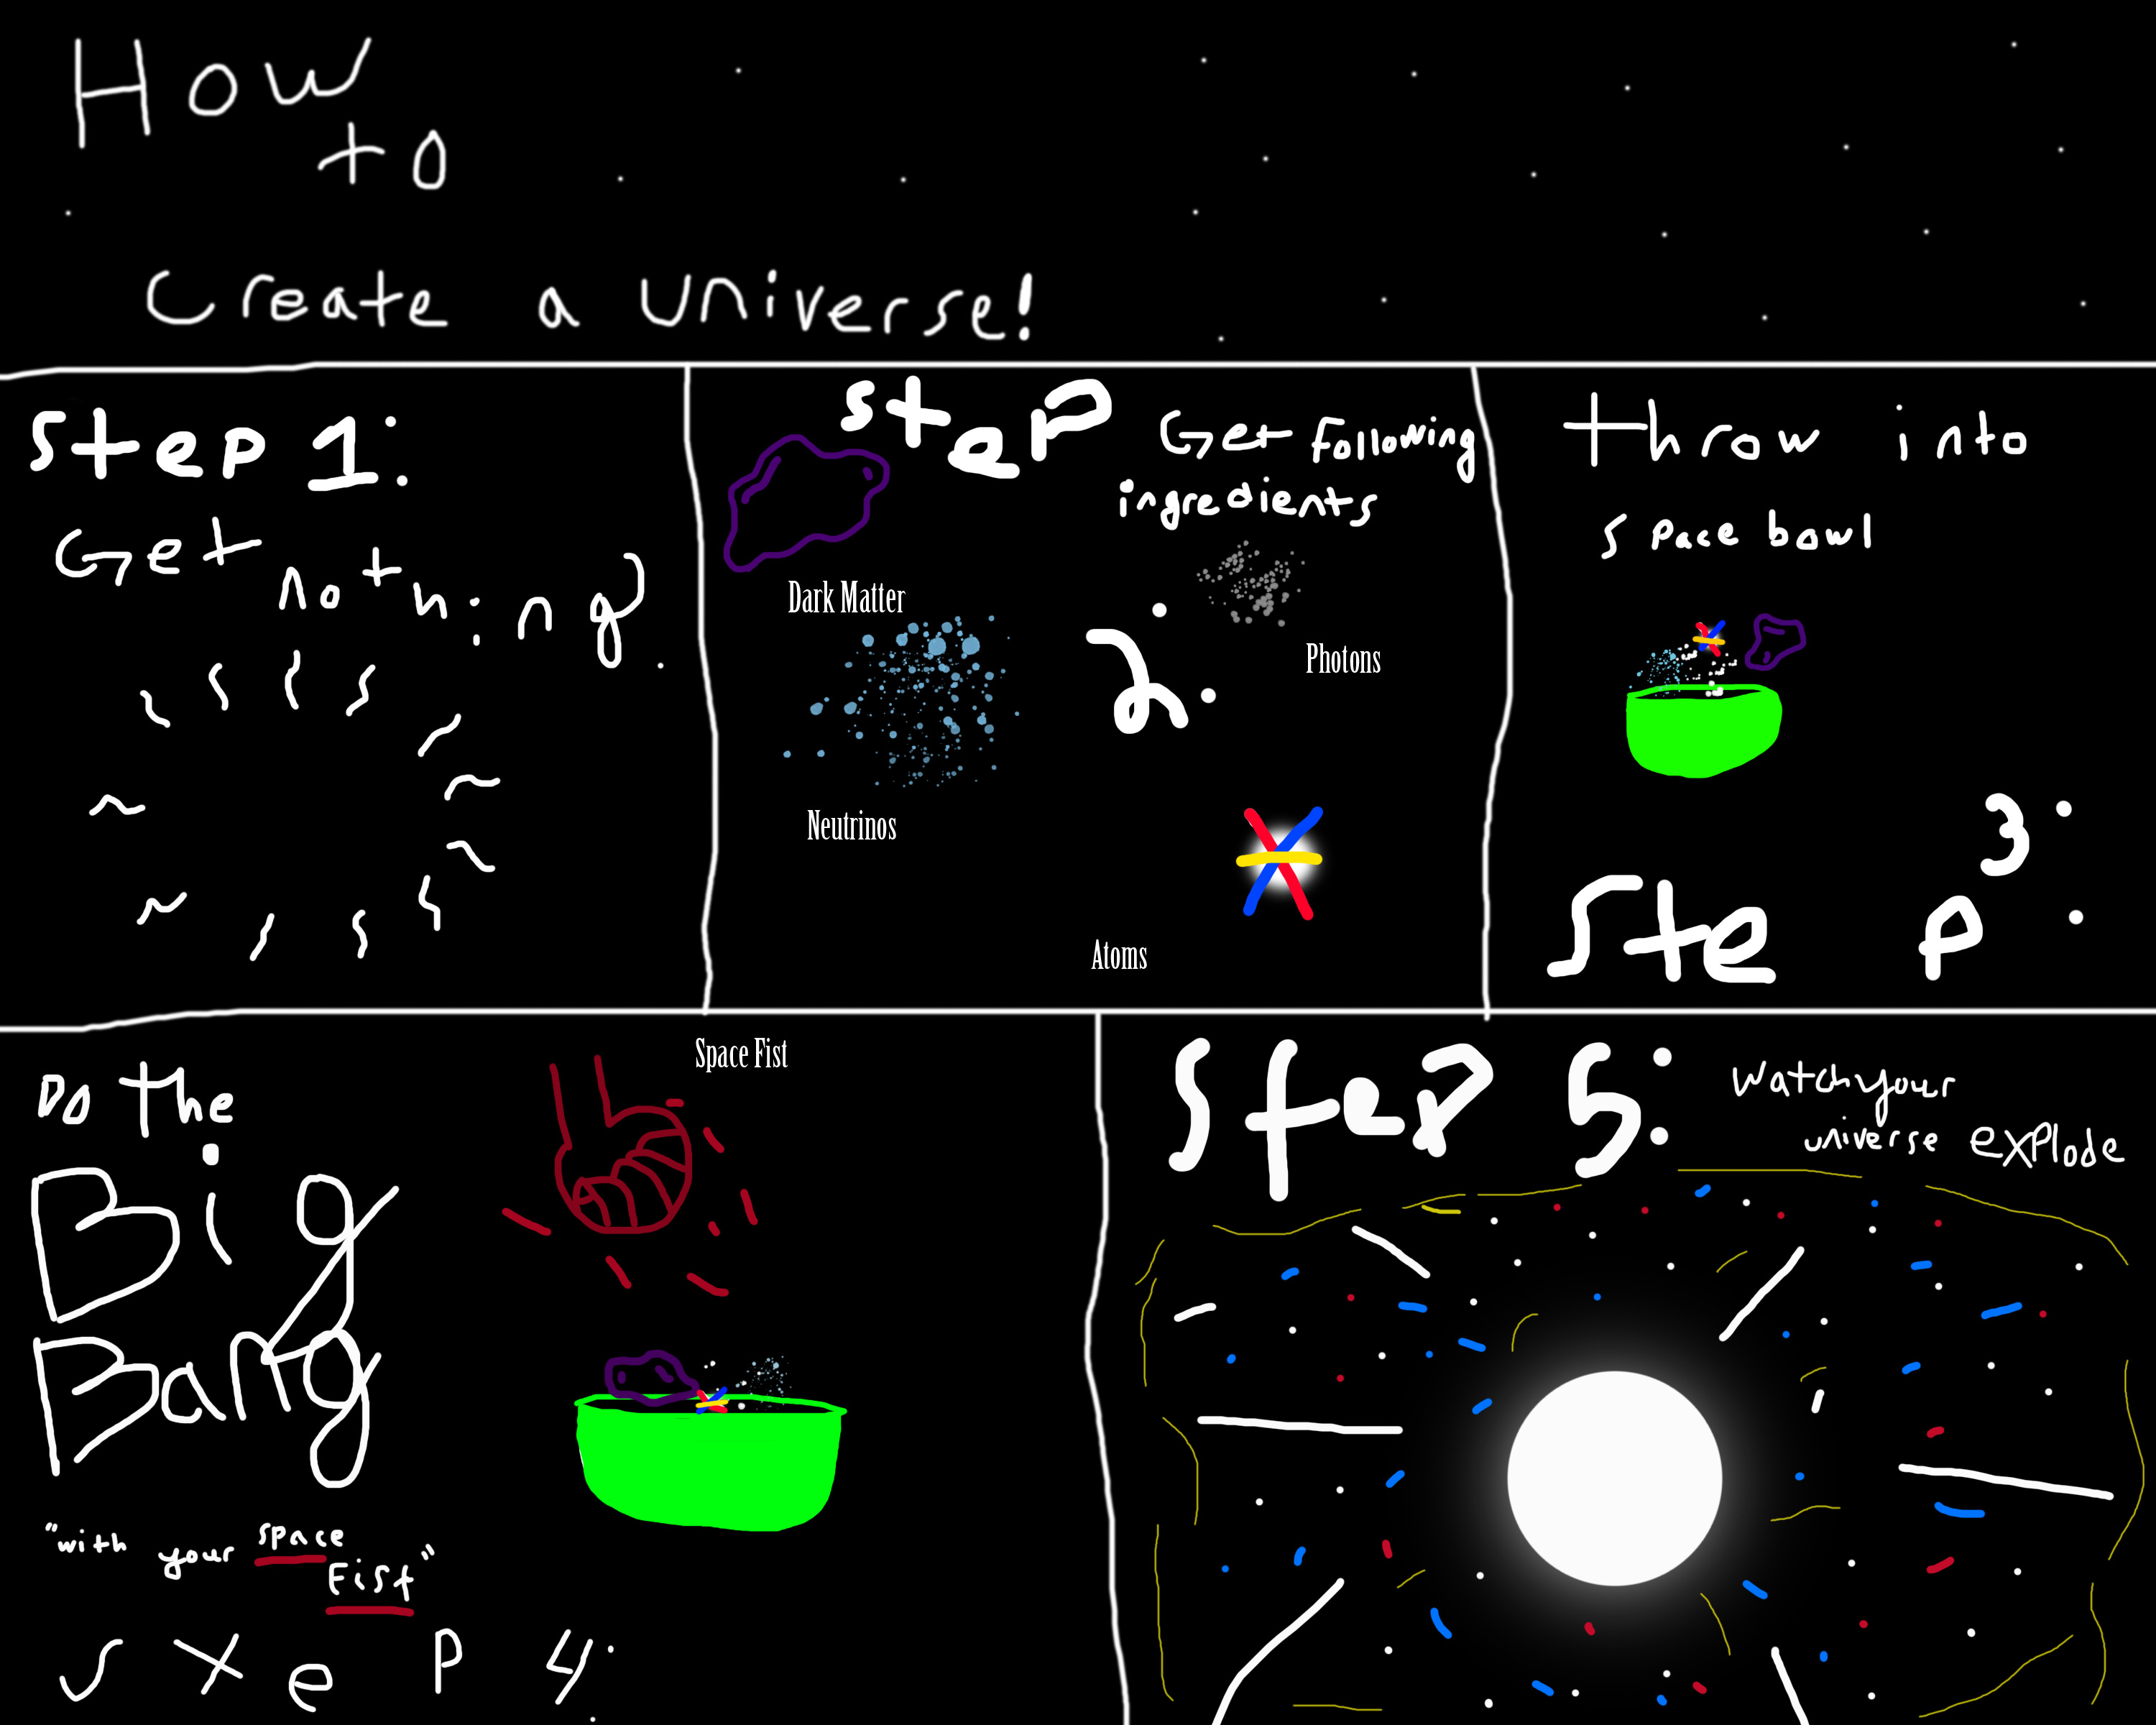 How
to
Create a universe!
Step 1:
Get nothing.
Step
2:
Get following
ingredients
Dark Matter
Photons
Neutrinos
Atoms
throw into
space bowl
3:
Step :
Do the
Big
Bang
"with your space
Fist"
Step 4:
Space Fist
Step 5:
Watch your
universe explode